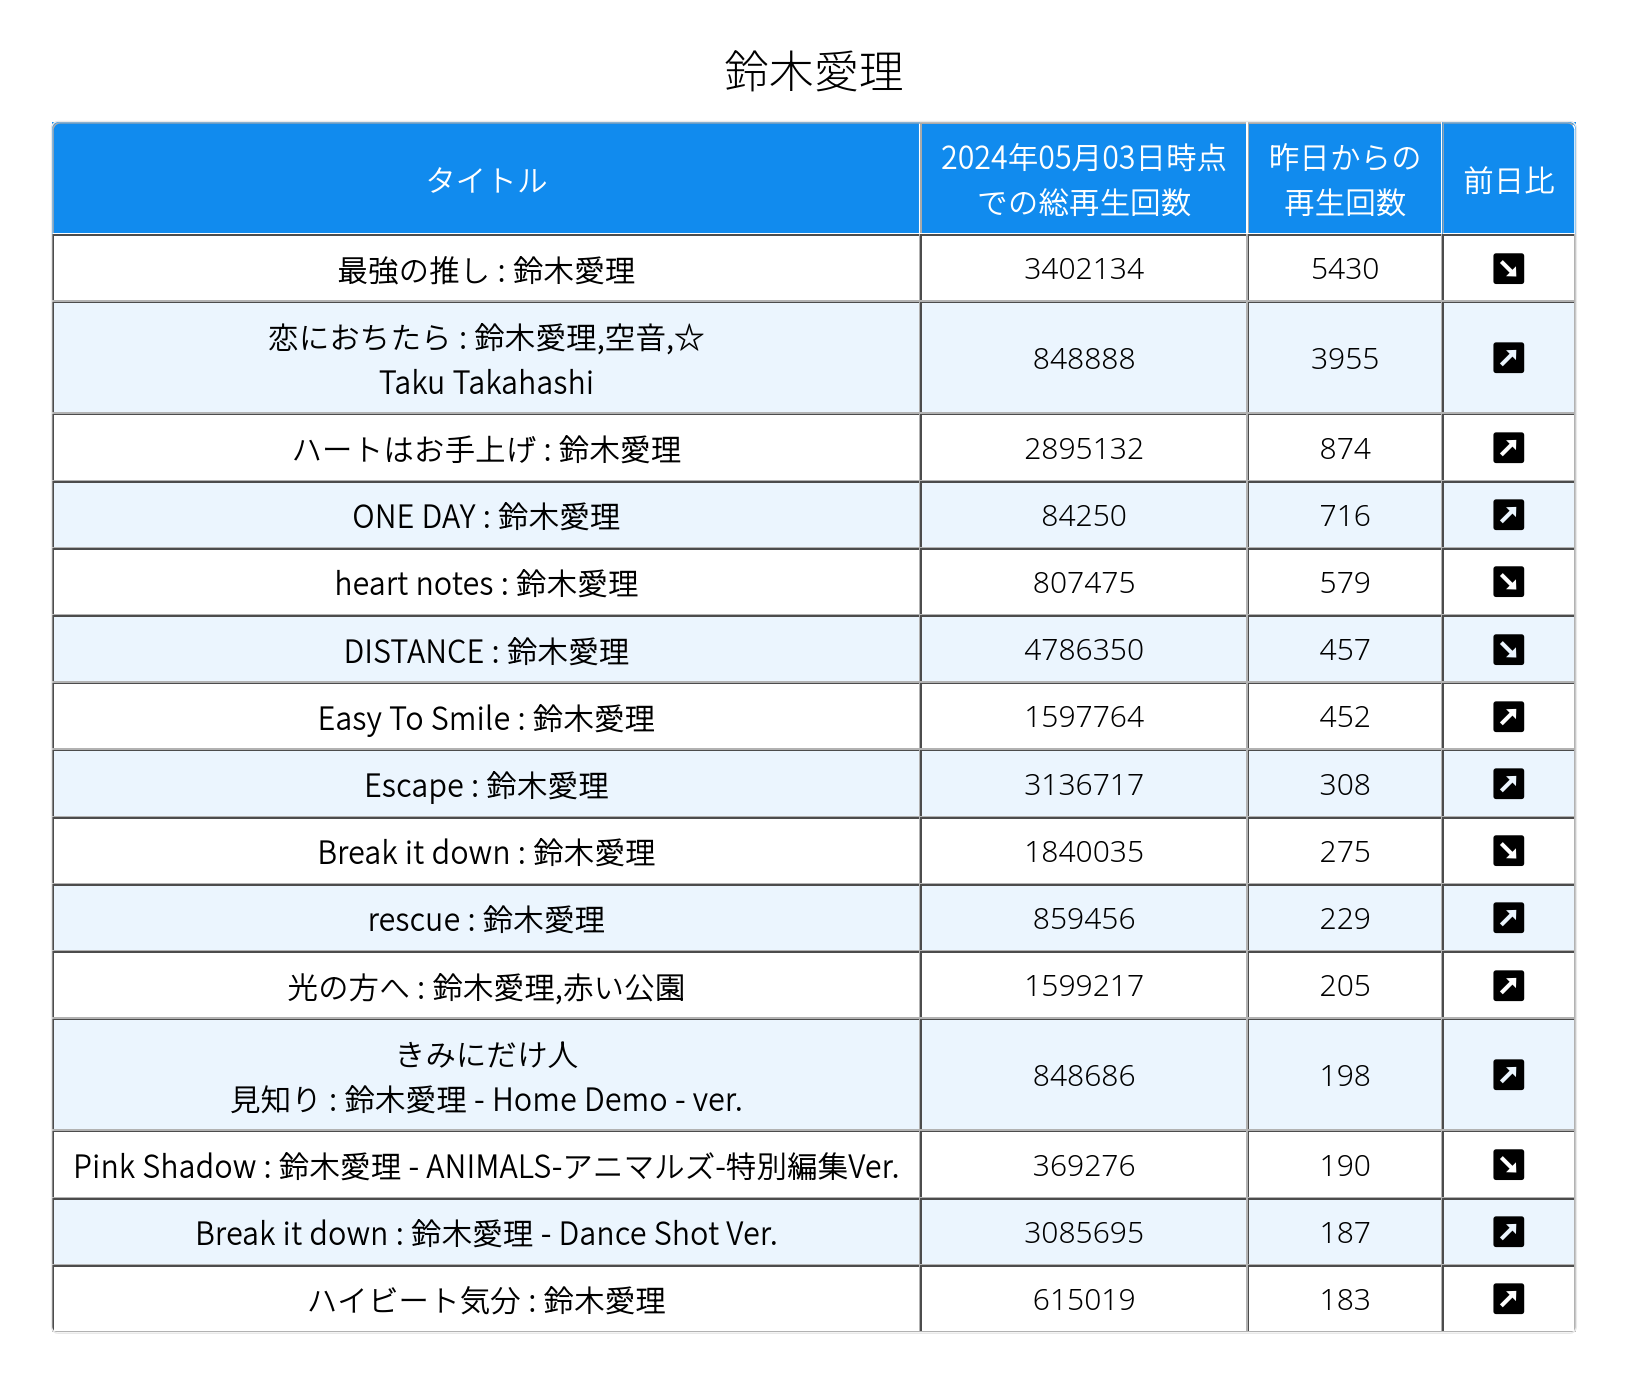 鈴木愛理
タイトル
2024年05月03日時点
での総再生回数
昨日からの
再生回数
前日比
最強の推し : 鈴木愛理 3402134 5430
恋におちたら : 鈴木愛理,空音,☆
Taku Takahashi
848888 3955
ハートはお手上げ : 鈴木愛理 2895132 874
ONE DAY : 鈴木愛理 84250 716
heart notes : 鈴木愛理 807475 579
DISTANCE : 鈴木愛理 4786350 457
Easy To Smile : 鈴木愛理 1597764 452
Escape : 鈴木愛理 3136717 308
Break it down : 鈴木愛理 1840035 275
rescue : 鈴木愛理 859456 229
光の方へ : 鈴木愛理,赤い公園 1599217 205
きみにだけ人
見知り : 鈴木愛理 - Home Demo - ver.
848686 198
Pink Shadow : 鈴木愛理 - ANIMALS-アニマルズ-特別編集Ver. 369276 190
Break it down : 鈴木愛理 - Dance Shot Ver. 3085695 187
ハイビート気分 : 鈴木愛理 615019 183